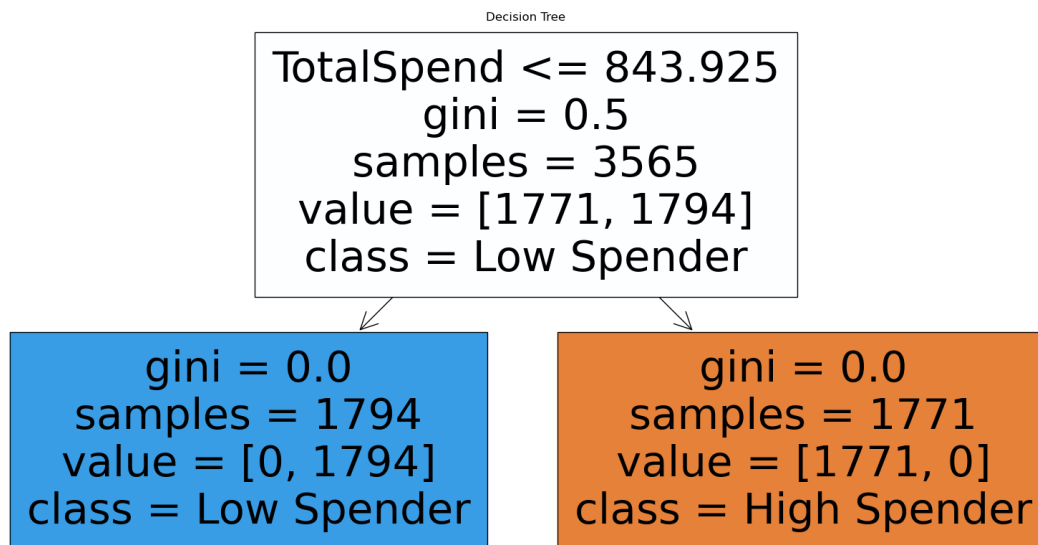 Decision Tree
TotalSpend <= 843.925
gini = 0.5
samples = 3565
value = [1771, 1794]
class = Low Spender
gini = 0.0
samples = 1794
value = [0, 1794]
class = Low Spender
gini = 0.0
samples = 1771
value = [1771, 0]
class = High Spender